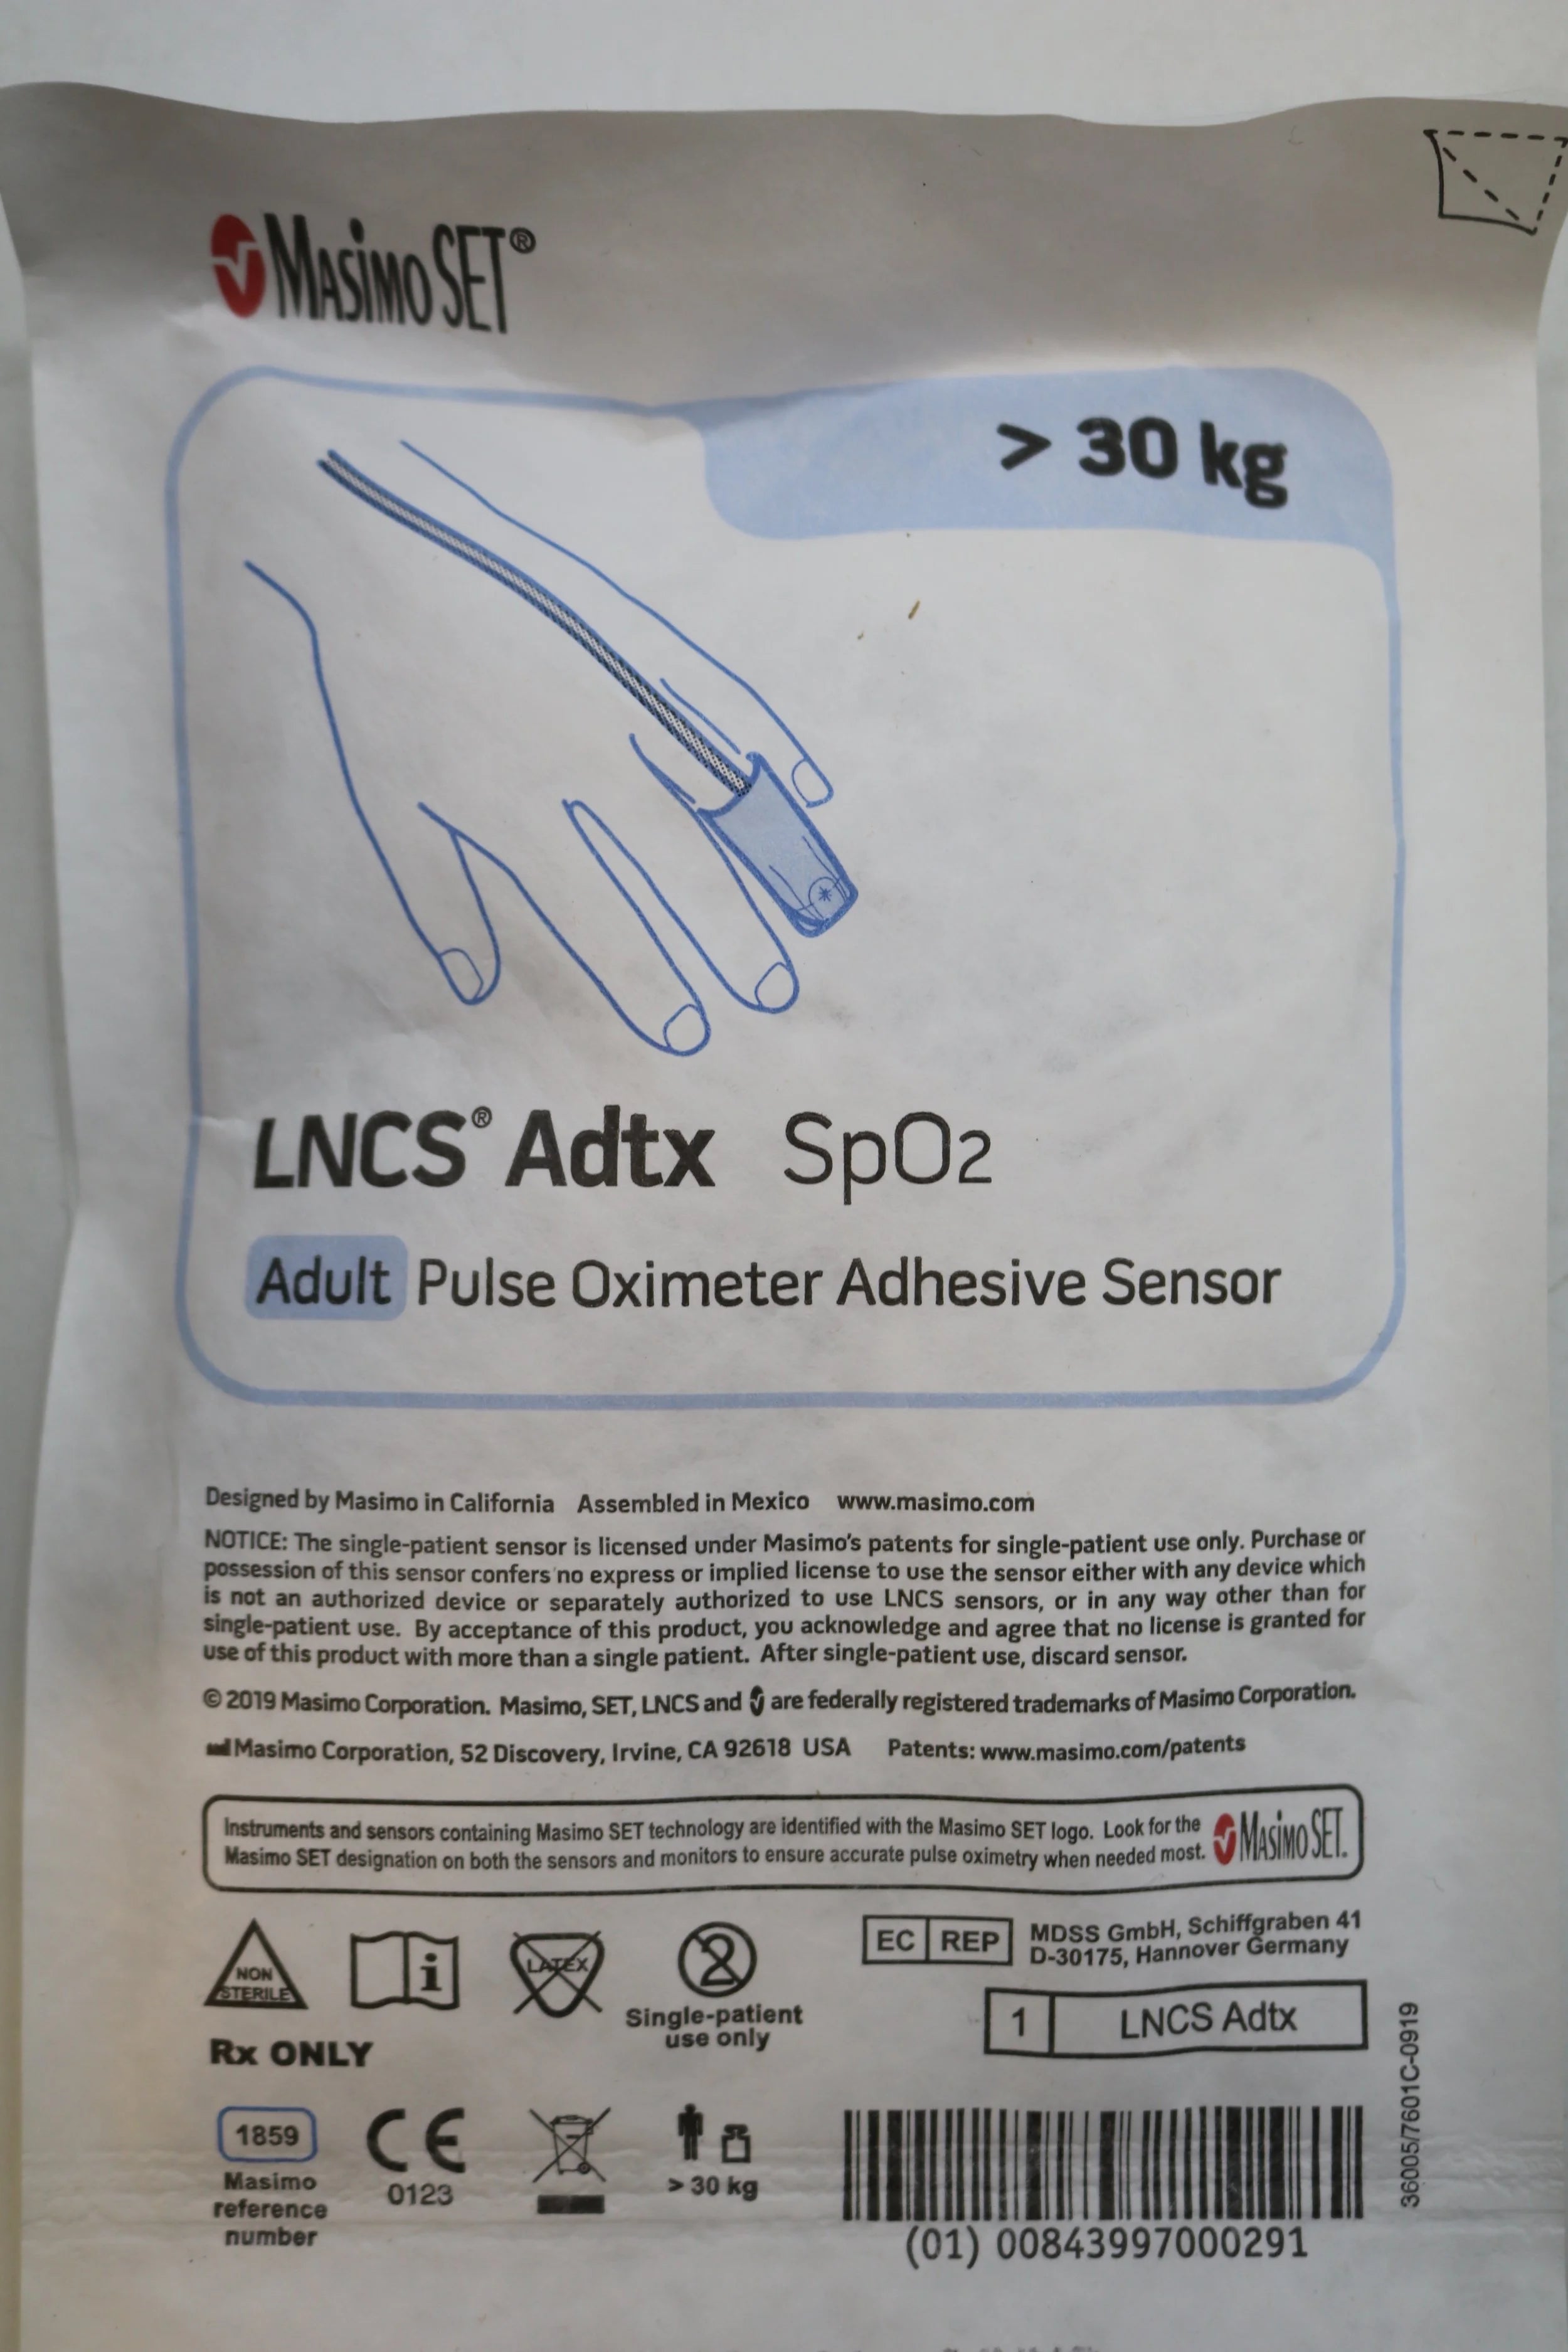 MASIMO SET®
> 30 kg
LNCS® Adtx SpO2
Adult Pulse Oximeter Adhesive Sensor
Designed by Masimo in California Assembled in Mexico www.masimo.com
NOTICE: The single-patient sensor is licensed under Masimo's patents for single-patient use only. Purchase or
possession of this sensor confers no express or implied license to use the sensor either with any device which
is not an authorized device or separately authorized to use LNCS sensors, or in any way other than for
single-patient use. By acceptance of this product, you acknowledge and agree that no license is granted for
use of this product with more than a single patient. After single-patient use, discard sensor.
© 2019 Masimo Corporation. Masimo, SET, LNCS and are federally registered trademarks of Masimo Corporation.
Masimo Corporation, 52 Discovery, Irvine, CA 92618 USA Patents: www.masimo.com/patents
Instruments and sensors containing Masimo SET technology are identified with the Masimo SET logo. Look for the
Masimo SET designation on both the sensors and monitors to ensure accurate pulse oximetry when needed most.
MASIMO SET.
NON
STERILE
i
LATEX
2
Single-patient
use only
EC REP
MDSS GmbH, Schiffgraben 41
D-30175, Hannover Germany
Rx ONLY
1 LNCS Adtx
1859
Masimo
reference
number
CE
0123
> 30 kg
(01) 00843997000291
36005/7601C-0919